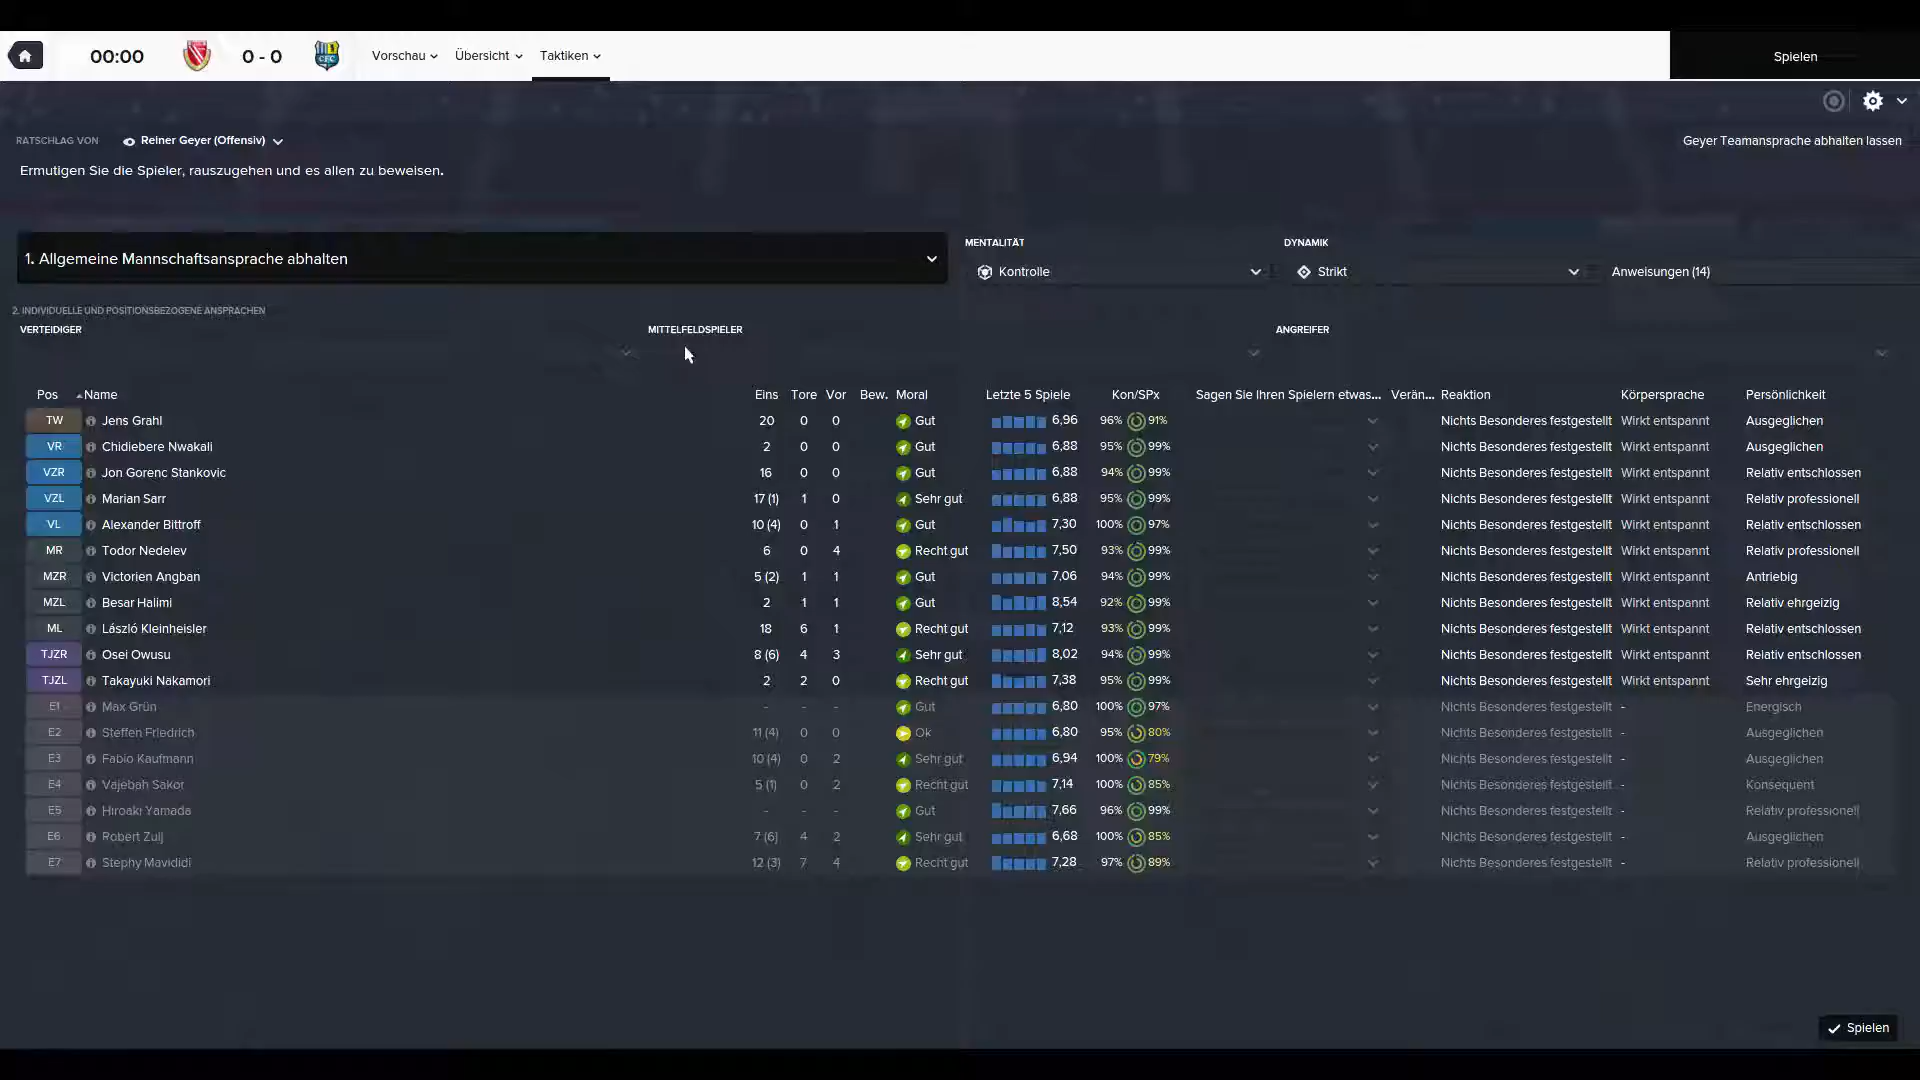 00:00 0 - 0 CFC Vorschau Übersicht Taktiken Spielen
RATSCHLAG VON Reiner Geyer (Offensiv) Geyer Teamansprache abhalten lassen
Ermutigen Sie die Spieler, rauszugehen und es allen zu beweisen.
MENTALITÄT DYNAMIK
1. Allgemeine Mannschaftsansprache abhalten Kontrolle Strikt Anweisungen (14)
2. INDIVIDUELLE UND POSITIONSBEZOGENE ANSPRACHEN
VERTEIDIGER MITTELFELDSPIELER ANGREIFER
Pos Name Eins Tore Vor Bew. Moral Letzte 5 Spiele Kon/SPx Sagen Sie Ihren Spielern etwas... Verän... Reaktion Körpersprache Persönlichkeit
TW Jens Grahl 20 0 0 Gut 6,96 96% 91% Nichts Besonderes festgestellt Wirkt entspannt Ausgeglichen
VR Chidiebere Nwakali 2 0 0 Gut 6,88 95% 99% Nichts Besonderes festgestellt Wirkt entspannt Ausgeglichen
VZR Jon Gorenc Stankovic 16 0 0 Gut 6,88 94% 99% Nichts Besonderes festgestellt Wirkt entspannt Relativ entschlossen
VZL Marian Sarr 17 (1) 1 0 Sehr gut 6,88 95% 99% Nichts Besonderes festgestellt Wirkt entspannt Relativ professionell
VL Alexander Bittroff 10 (4) 0 1 Gut 7,30 100% 97% Nichts Besonderes festgestellt Wirkt entspannt Relativ entschlossen
MR Todor Nedelev 6 0 4 Recht gut 7,50 93% 99% Nichts Besonderes festgestellt Wirkt entspannt Relativ professionell
MZR Victorien Angban 5 (2) 1 1 Gut 7,06 94% 99% Nichts Besonderes festgestellt Wirkt entspannt Antriebig
MZL Besar Halimi 2 1 1 Gut 8,54 92% 99% Nichts Besonderes festgestellt Wirkt entspannt Relativ ehrgeizig
ML László Kleinheisler 18 6 1 Recht gut 7,12 93% 99% Nichts Besonderes festgestellt Wirkt entspannt Relativ entschlossen
TJZR Osei Owusu 8 (6) 4 3 Sehr gut 8,02 94% 99% Nichts Besonderes festgestellt Wirkt entspannt Relativ entschlossen
TJZL Takayuki Nakamori 2 2 0 Recht gut 7,38 95% 99% Nichts Besonderes festgestellt Wirkt entspannt Sehr ehrgeizig
E1 Max Grün - - - Gut 6,80 100% 97% Nichts Besonderes festgestellt - Energisch
E2 Steffen Friedrich 11 (4) 0 0 Ok 6,80 95% 80% Nichts Besonderes festgestellt - Ausgeglichen
E3 Fabio Kaufmann 10 (4) 0 2 Sehr gut 6,94 100% 79% Nichts Besonderes festgestellt - Ausgeglichen
E4 Vajebah Sakor 5 (1) 0 2 Recht gut 7,14 100% 85% Nichts Besonderes festgestellt - Konsequent
E5 Hiroaki Yamada - - - Gut 7,66 96% 99% Nichts Besonderes festgestellt - Relativ professionell
E6 Robert Zulj 7 (6) 4 2 Sehr gut 6,68 100% 85% Nichts Besonderes festgestellt - Ausgeglichen
E7 Stephy Mavididi 12 (3) 7 4 Recht gut 7,28 97% 89% Nichts Besonderes festgestellt - Relativ professionell
Spielen